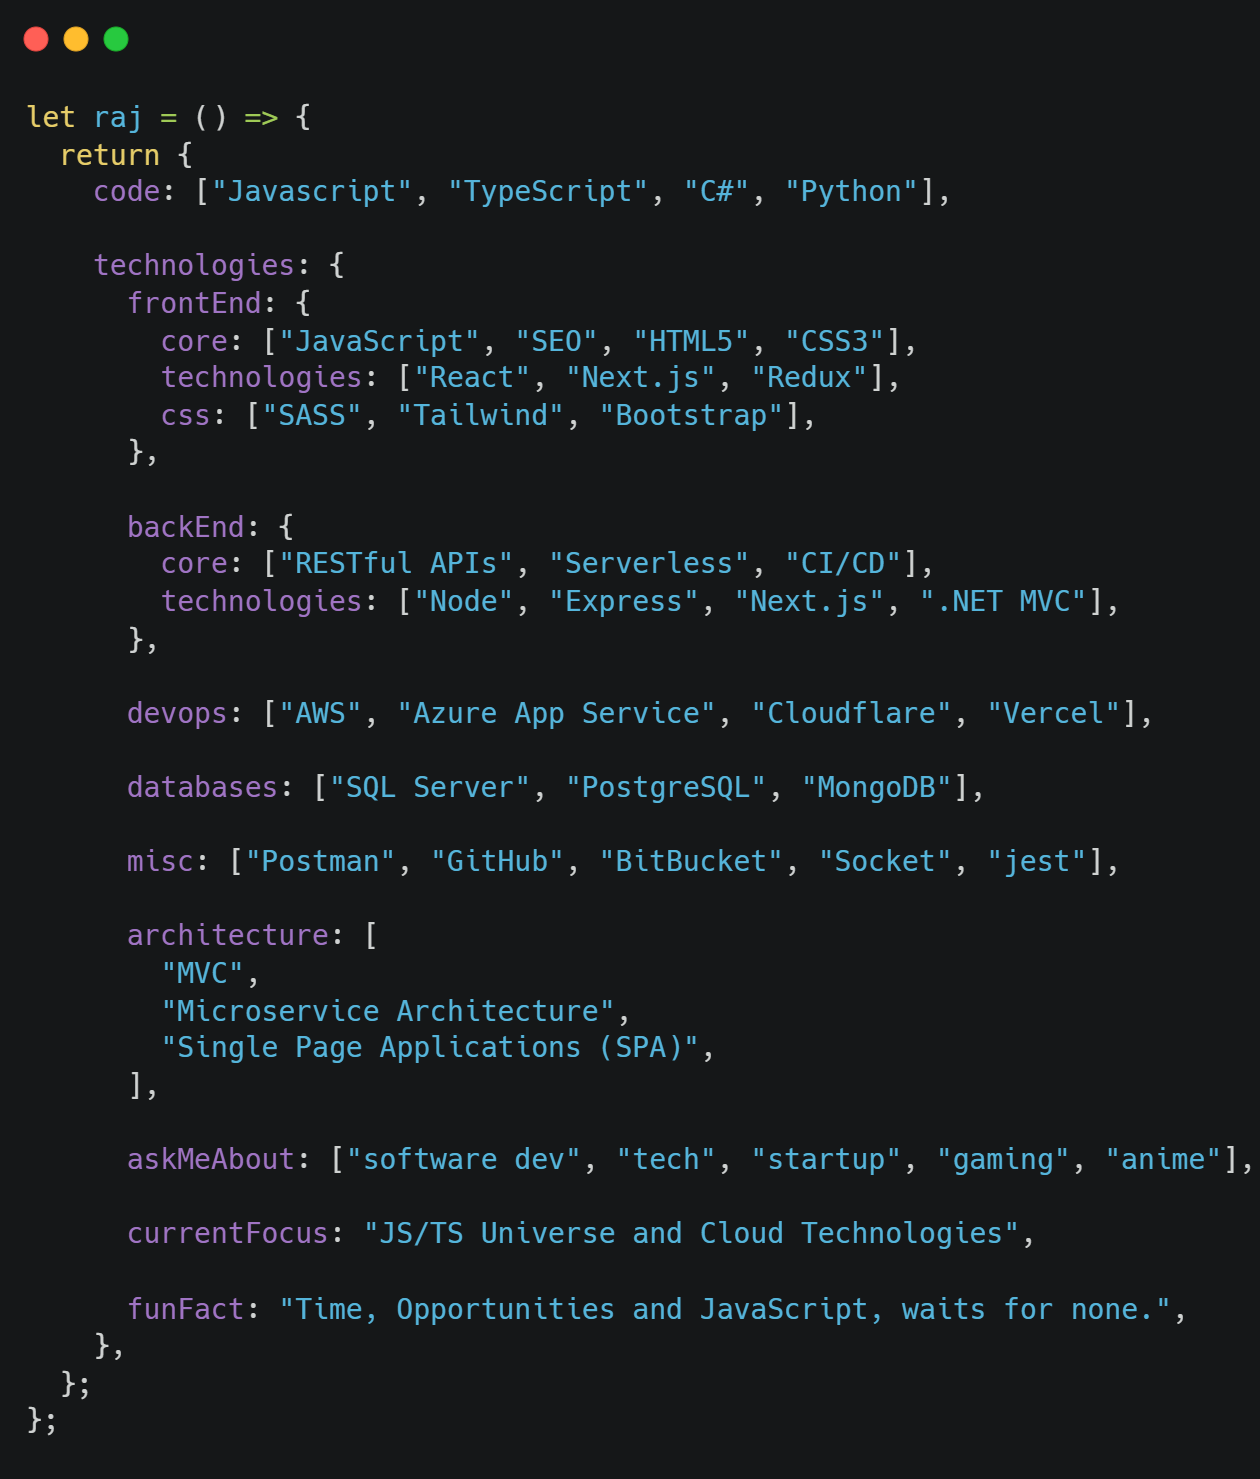 let raj = () => {
  return {
    code: ["Javascript", "TypeScript", "C#", "Python"],
    technologies: {
      frontEnd: {
        core: ["JavaScript", "SEO", "HTML5", "CSS3"],
        technologies: ["React", "Next.js", "Redux"],
        css: ["SASS", "Tailwind", "Bootstrap"],
      },
      backEnd: {
        core: ["RESTful APIs", "Serverless", "CI/CD"],
        technologies: ["Node", "Express", "Next.js", ".NET MVC"],
      },
      devops: ["AWS", "Azure App Service", "Cloudflare", "Vercel"],
      databases: ["SQL Server", "PostgreSQL", "MongoDB"],
      misc: ["Postman", "GitHub", "BitBucket", "Socket", "jest"],
      architecture: [
        "MVC",
        "Microservice Architecture",
        "Single Page Applications (SPA)",
      ],
      askMeAbout: ["software dev", "tech", "startup", "gaming", "anime"],
      currentFocus: "JS/TS Universe and Cloud Technologies",
      funFact: "Time, Opportunities and JavaScript, waits for none.",
    },
  };
};